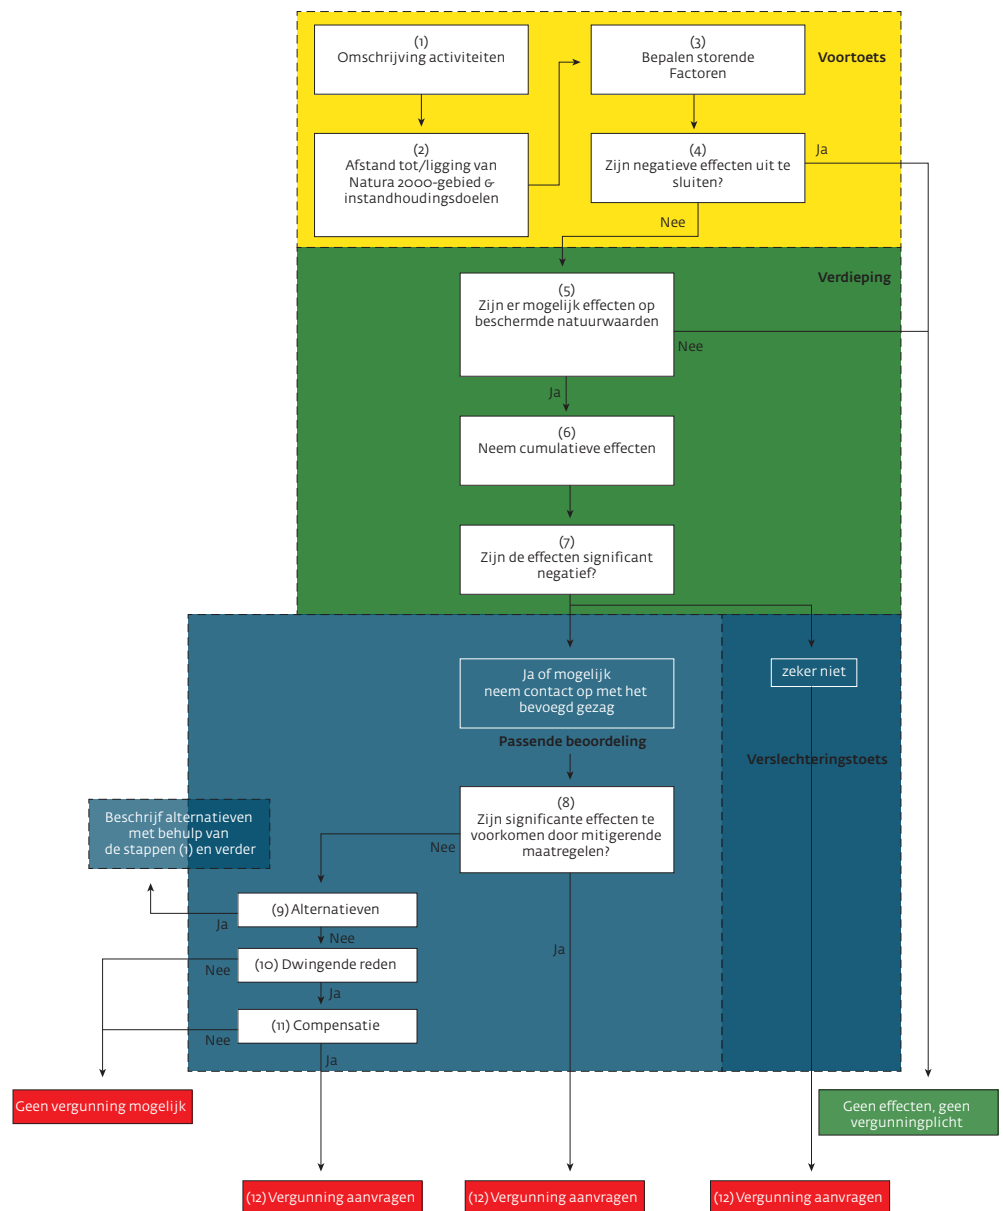 (1)
Omschrijving activiteiten
(3)
Bepalen storende
Factoren
Voortoets
(2)
Afstand tot/ligging van
Natura 2000-gebied &
instandhoudingsdoelen
(4)
Zijn negatieve effecten uit te
sluiten?
Ja
Nee
Verdieping
(5)
Zijn er mogelijk effecten op
beschermde natuurwaarden
Nee
Ja
(6)
Neem cumulatieve effecten
(7)
Zijn de effecten significant
negatief?
Ja of mogelijk
neem contact op met het
bevoegd gezag
zeker niet
Passende beoordeling
Verslechteringstoets
(8)
Zijn significante effecten te
voorkomen door mitigerende
maatregelen?
Nee
Ja
Beschrijf alternatieven
met behulp van
de stappen (1) en verder
(9) Alternatieven
Ja
Nee
(10) Dwingende reden
Nee
Ja
(11) Compensatie
Nee
Ja
Geen vergunning mogelijk
Geen effecten, geen
vergunningplicht
(12) Vergunning aanvragen
(12) Vergunning aanvragen
(12) Vergunning aanvragen